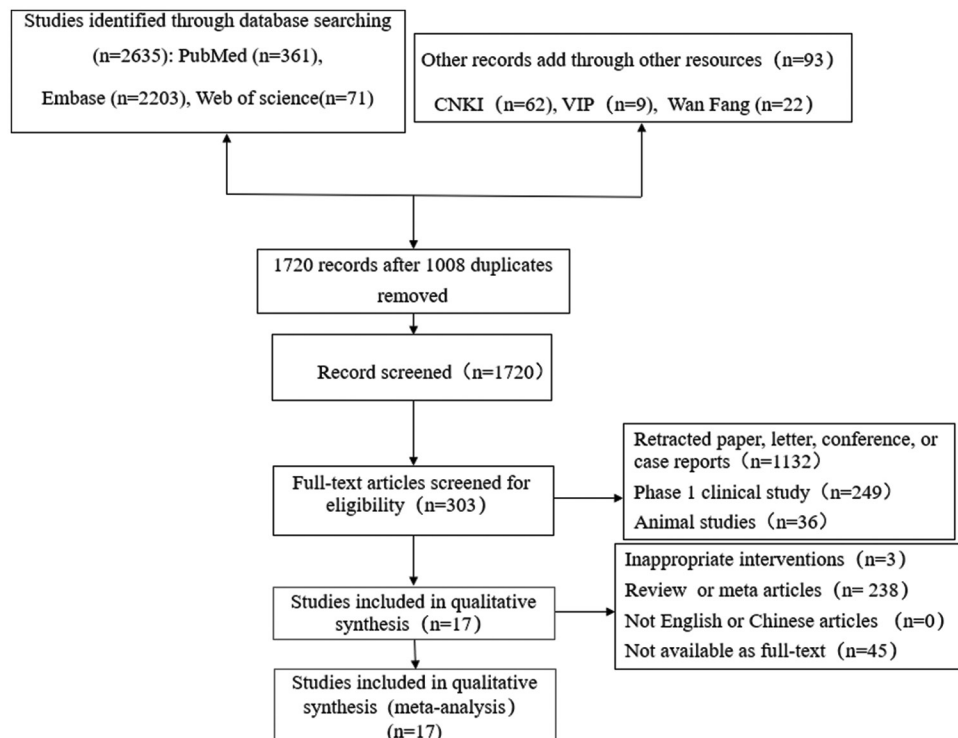 Studies identified through database searching
(n=2635): PubMed (n=361),
Embase (n=2203), Web of science(n=71)
Other records add through other resources（n=93）
CNKI（n=62), VIP（n=9), Wan Fang (n=22）
1720 records after 1008 duplicates
removed
Record screened（n=1720）
Full-text articles screened for
eligibility（n=303）
Retracted paper, letter, conference, or
case reports（n=1132）
Phase 1 clinical study（n=249）
Animal studies（n=36）
Studies included in qualitative
synthesis (n=17)
Inappropriate interventions (n=3)
Review or meta articles（n= 238）
Not English or Chinese articles（n=0）
Not available as full-text（n=45）
Studies included in qualitative
synthesis (meta-analysis)
(n=17)